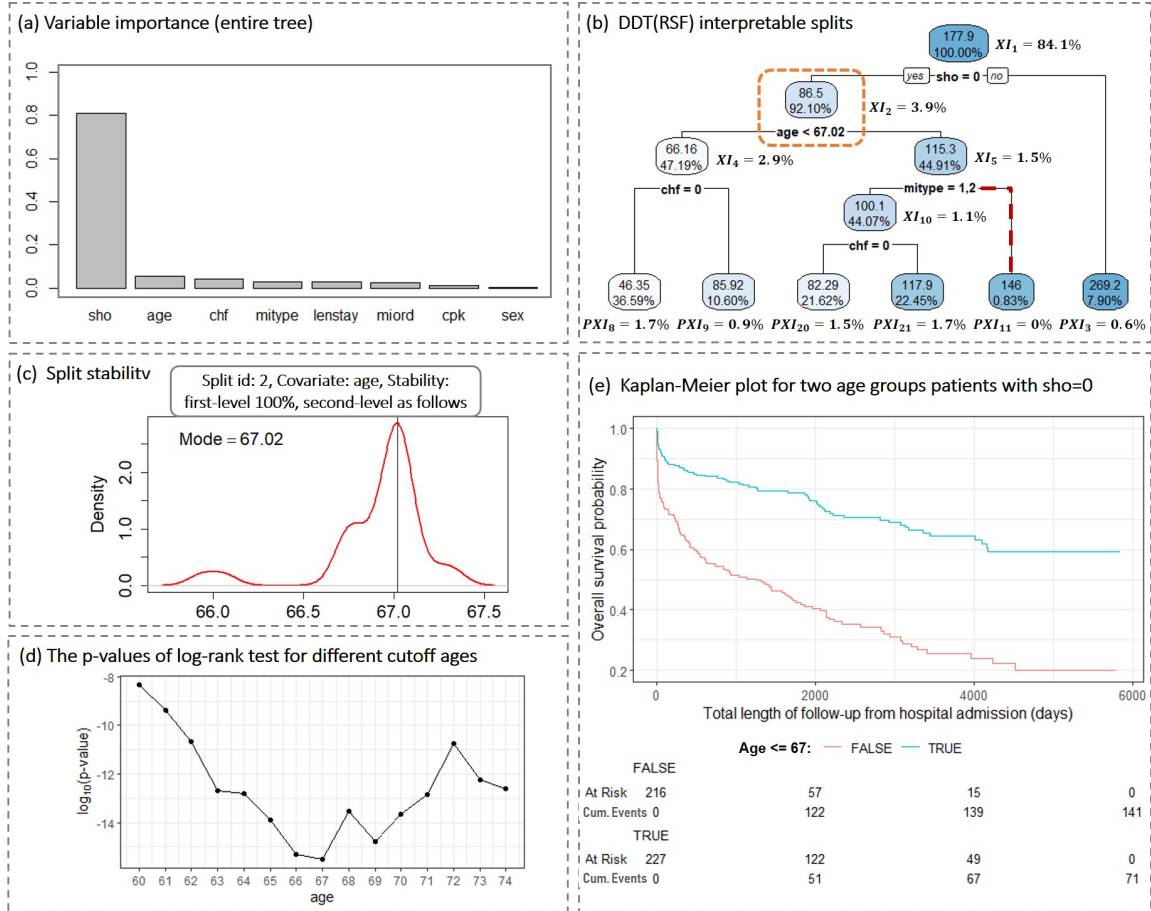 (a) Variable importance (entire tree)
1.0
0.8
0.6
0.4
0.2
0.0
sho age chf mitype lenstay miord cpk sex
(b) DDT(RSF) interpretable splits
177.9
100.00%
XI1 = 84.1%
yes sho = 0 no
86.5
92.10%
XI2 = 3.9%
age < 67.02
66.16
47.19%
XI4 = 2.9%
115.3
44.91%
XI5 = 1.5%
chf = 0
mitype = 1,2
100.1
44.07%
XI10 = 1.1%
chf = 0
46.35 85.92 82.29 117.9 146 269.2
36.59% 10.60% 21.62% 22.45% 0.83% 7.90%
PXI8 = 1.7% PXI9 = 0.9% PXI20 = 1.5% PXI21 = 1.7% PXI11 = 0% PXI3 = 0.6%
(c) Split stability
Split id: 2, Covariate: age, Stability:
first-level 100%, second-level as follows
Mode = 67.02
Density
2.0
1.0
0.0
66.0 66.5 67.0 67.5
(d) The p-values of log-rank test for different cutoff ages
log10(p-value)
-8
-10
-12
-14
60 61 62 63 64 65 66 67 68 69 70 71 72 73 74
age
(e) Kaplan-Meier plot for two age groups patients with sho=0
Overall survival probability
1.0
0.8
0.6
0.4
0.2
0 2000 4000 6000
Total length of follow-up from hospital admission (days)
Age <= 67: FALSE TRUE
FALSE
At Risk 216 57 15 0
Cum. Events 0 122 139 141
TRUE
At Risk 227 122 49 0
Cum. Events 0 51 67 71